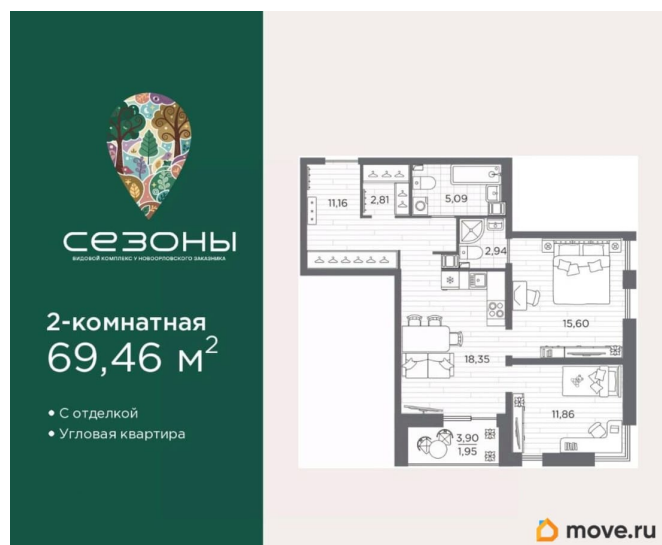 сезоны
ВИДОВОЙ КОМПЛЕКС У НОВООРЛОВСКОГО ЗАКАЗНИКА
2-комнатная
69,46 м²
• С отделкой
• Угловая квартира
11,16
2,81
5,09
2,94
15,60
18,35
11,86
3,90
1,95
move.ru